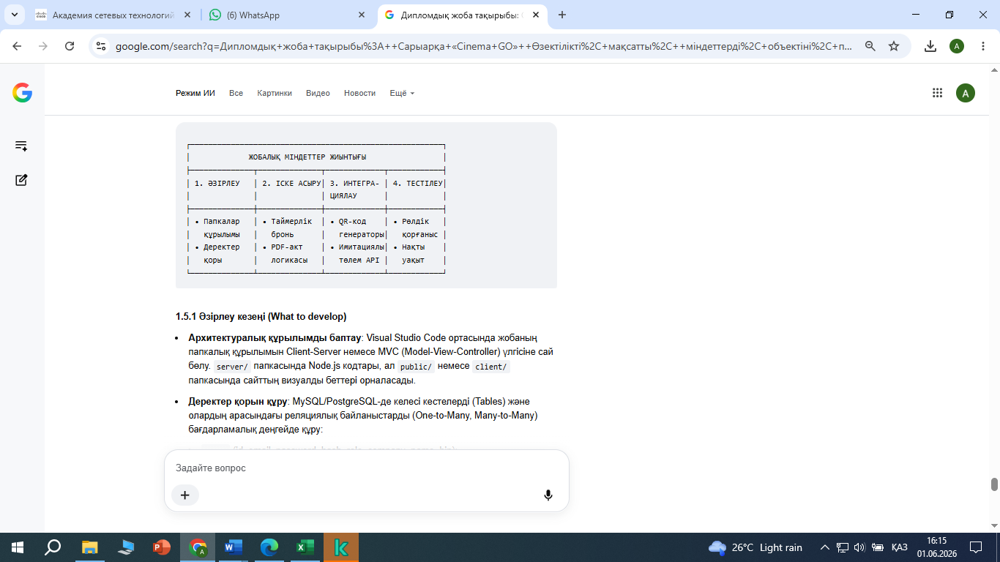 Академия сетевых технологий
(6) WhatsApp
Дипломдық жоба тақырыбы:
google.com/search?q=Дипломдық+жоба+тақырыбы%3A++Сарыарқа+«Cinema+GO»++Өзектілікті%2C+мақсатты%2C++міндеттерді%2C+объектіні%2C+п...
A
Режим ИИ Все Картинки Видео Новости Ещё
A
ЖОБАЛЫҚ МІНДЕТТЕР ЖИЫНТЫҒЫ
1. ӘЗІРЛЕУ 2. ІСКЕ АСЫРУ 3. ИНТЕГРА- 4. ТЕСТІЛЕУ
ЦИЯЛАУ
• Папкалар • Таймерлік • QR-код • Рөлдік
құрылымы бронь генераторы қорғаныс
• Деректер • PDF-акт • Имитациялы • Нақты
қоры логикасы төлем API уақыт
1.5.1 Әзірлеу кезеңі (What to develop)
• Архитектуралық құрылымды баптау: Visual Studio Code ортасында жобаның
папкалық құрылымын Client-Server немесе MVC (Model-View-Controller) үлгісіне сай
бөлу. server/ папкасында Node.js кодтары, ал public/ немесе client/
папкасында сайттың визуалды беттері орналасады.
• Деректер қорын құру: MySQL/PostgreSQL-де келесі кестелерді (Tables) және
олардың арасындағы реляциялық байланыстарды (One-to-Many, Many-to-Many)
бағдарламалық деңгейде құру:
Задайте вопрос
26°C Light rain
ҚАЗ
16:15
01.06.2026